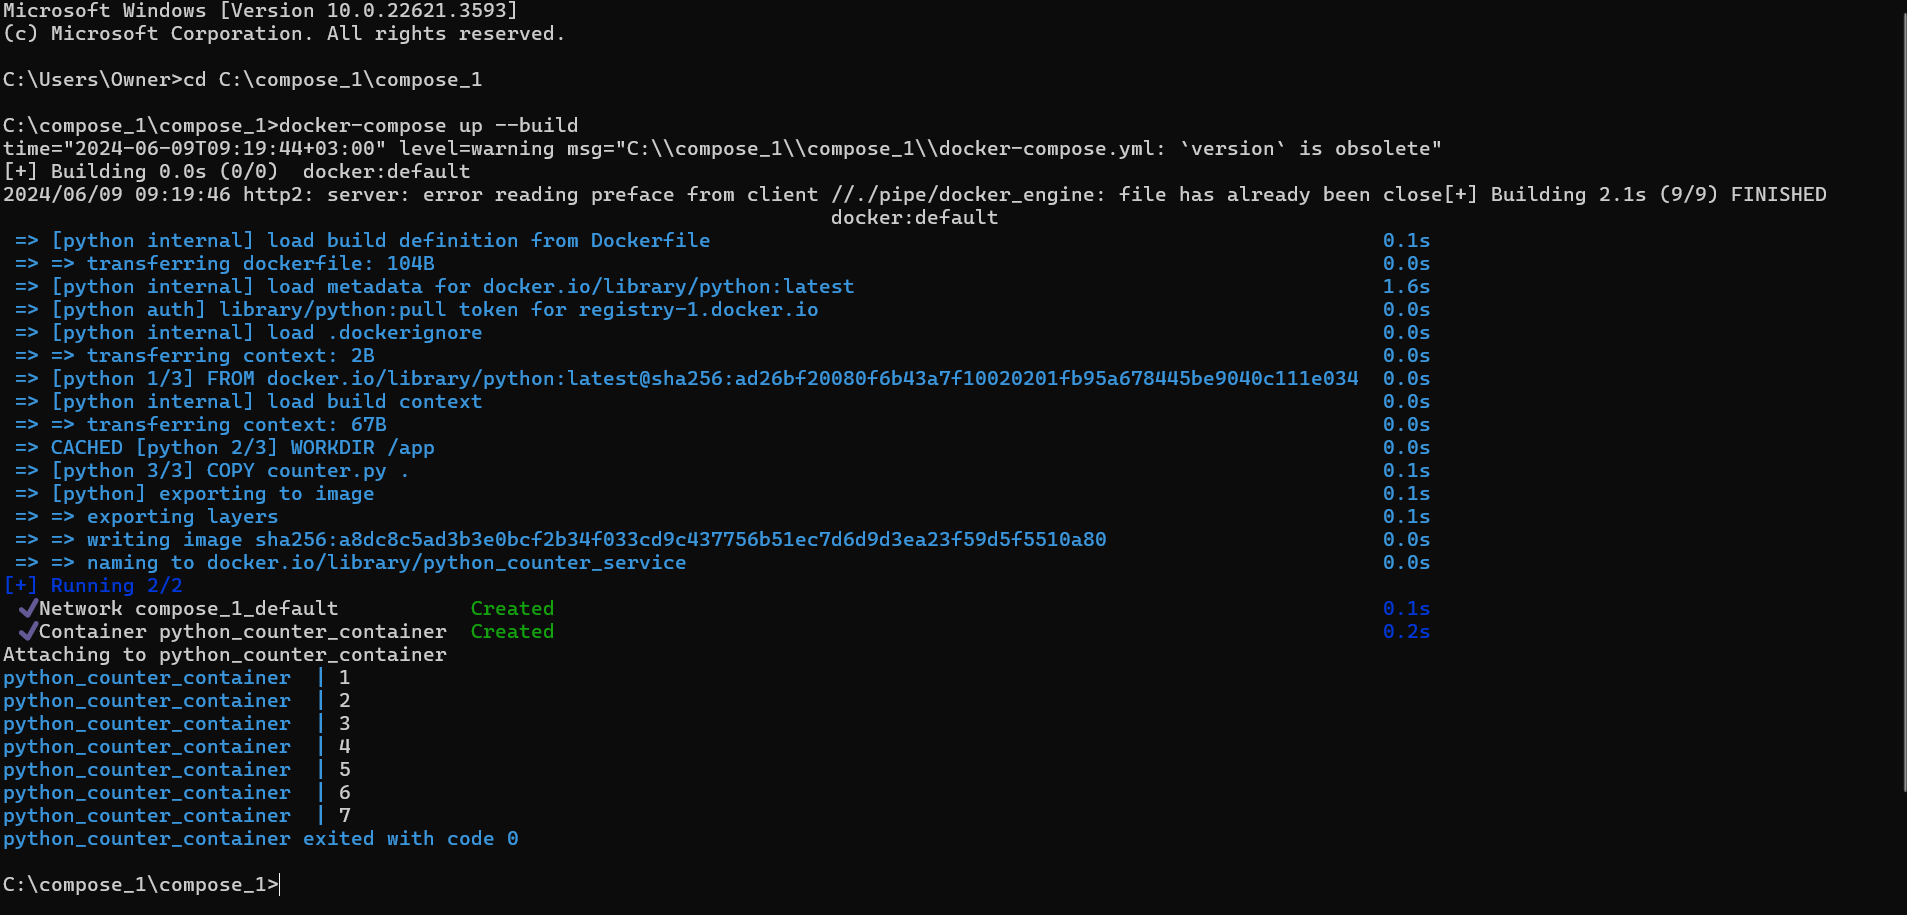 Microsoft Windows [Version 10.0.22621.3593]
(c) Microsoft Corporation. All rights reserved.
C:\Users\Owner>cd C:\compose_1\compose_1
C:\compose_1\compose_1>docker-compose up --build
time="2024-06-09T09:19:44+03:00" level=warning msg="C:\\compose_1\\compose_1\\docker-compose.yml: `version` is obsolete"
[+] Building 0.0s (0/0)  docker:default
2024/06/09 09:19:46 http2: server: error reading preface from client //./pipe/docker_engine: file has already been close[+] Building 2.1s (9/9) FINISHED
docker:default
=> [python internal] load build definition from Dockerfile 0.1s
=> => transferring dockerfile: 104B 0.0s
=> [python internal] load metadata for docker.io/library/python:latest 1.6s
=> [python auth] library/python:pull token for registry-1.docker.io 0.0s
=> [python internal] load .dockerignore 0.0s
=> => transferring context: 2B 0.0s
=> [python 1/3] FROM docker.io/library/python:latest@sha256:ad26bf20080f6b43a7f10020201fb95a678445be9040c111e034 0.0s
=> [python internal] load build context 0.0s
=> => transferring context: 67B 0.0s
=> CACHED [python 2/3] WORKDIR /app 0.0s
=> [python 3/3] COPY counter.py . 0.1s
=> [python] exporting to image 0.1s
=> => exporting layers 0.1s
=> => writing image sha256:a8dc8c5ad3b3e0bcf2b34f033cd9c437756b51ec7d6d9d3ea23f59d5f5510a80 0.0s
=> => naming to docker.io/library/python_counter_service 0.0s
[+] Running 2/2
✔Network compose_1_default Created 0.1s
✔Container python_counter_container Created 0.2s
Attaching to python_counter_container
python_counter_container  | 1
python_counter_container  | 2
python_counter_container  | 3
python_counter_container  | 4
python_counter_container  | 5
python_counter_container  | 6
python_counter_container  | 7
python_counter_container exited with code 0
C:\compose_1\compose_1>